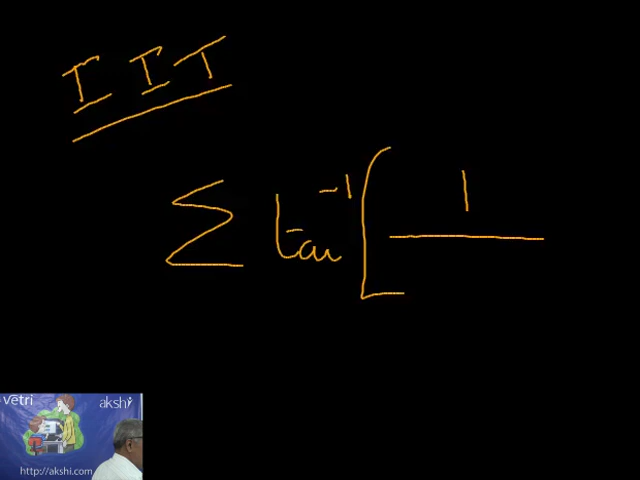 IIT
∑ tan⁻¹ [ 1 /
vetri akshi
http://akshi.com